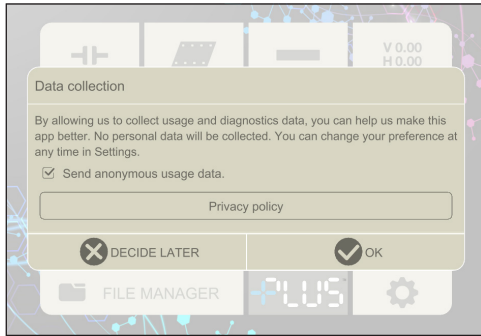 V 0.00
H 0.00
Data collection
By allowing us to collect usage and diagnostics data, you can help us make this
app better. No personal data will be collected. You can change your preference at
any time in Settings.
Send anonymous usage data.
Privacy policy
DECIDE LATER
OK
FILE MANAGER
+PLUS